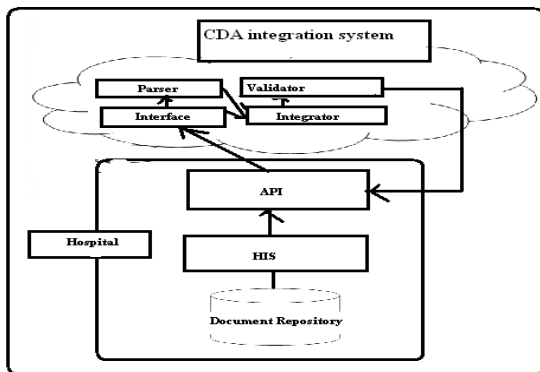 CDA integration system
Parser
Validator
Interface
Integrator
API
Hospital
HIS
Document Repository